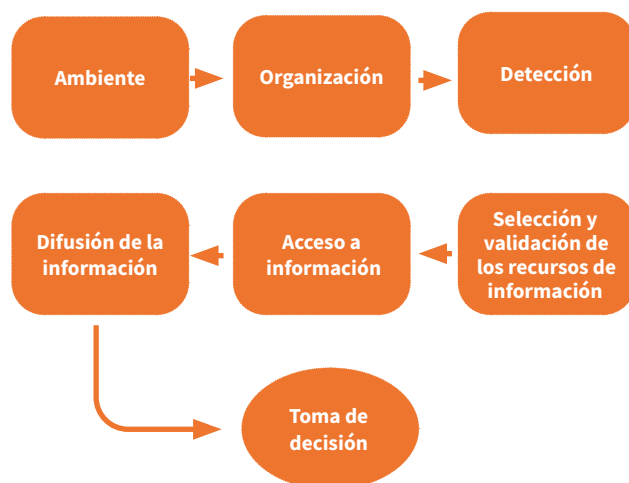 Ambiente
Organización
Detección
Difusión de la
información
Acceso a
información
Selección y
validación de
los recursos de
información
Toma de
decisión